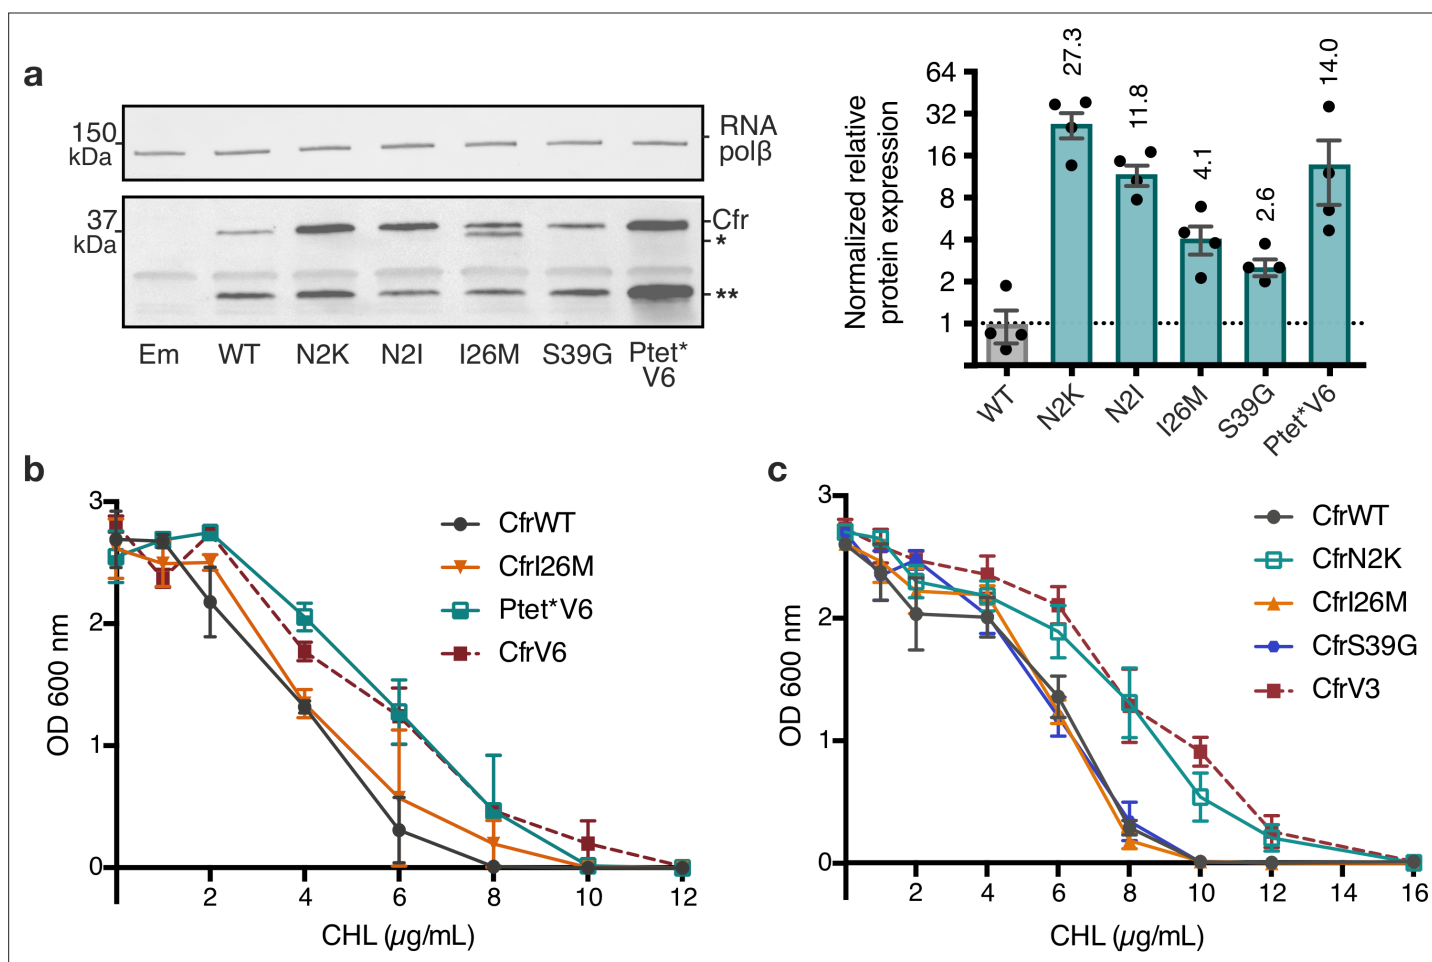 a
150
kDa
RNA
polβ
37
kDa
Cfr
*
**
Em WT N2K N2I I26M S39G Ptet*
V6
Normalized relative
protein expression
64
32
16
8
4
2
1
27.3
11.8
4.1
2.6
14.0
WT
N2K
N2I
I26M
S39G
Ptet*V6
b
OD 600 nm
3
2
1
0
2 4 6 8 10 12
CHL (µg/mL)
CfrWT
CfrI26M
Ptet*V6
CfrV6
c
OD 600 nm
3
2
1
0
2 4 6 8 10 12 14 16
CHL (µg/mL)
CfrWT
CfrN2K
CfrI26M
CfrS39G
CfrV3